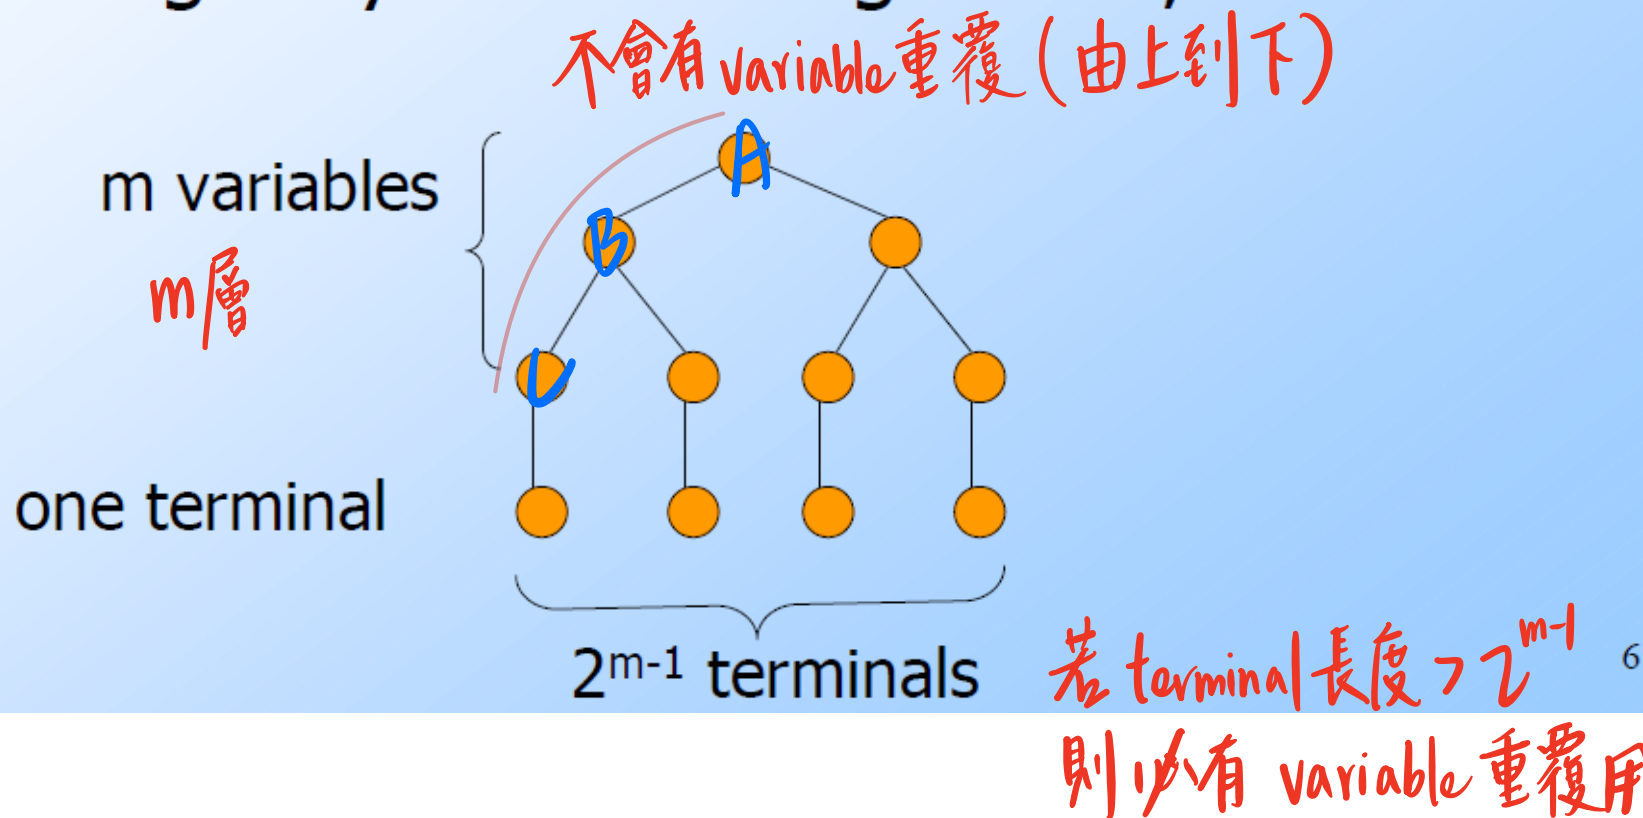 不會有variable重覆(由上到下)
A
m variables
B
m層
C
one terminal
2ᵐ⁻¹ terminals
若terminal長度>2ᵐ⁻¹
6
則必有 variable重覆用